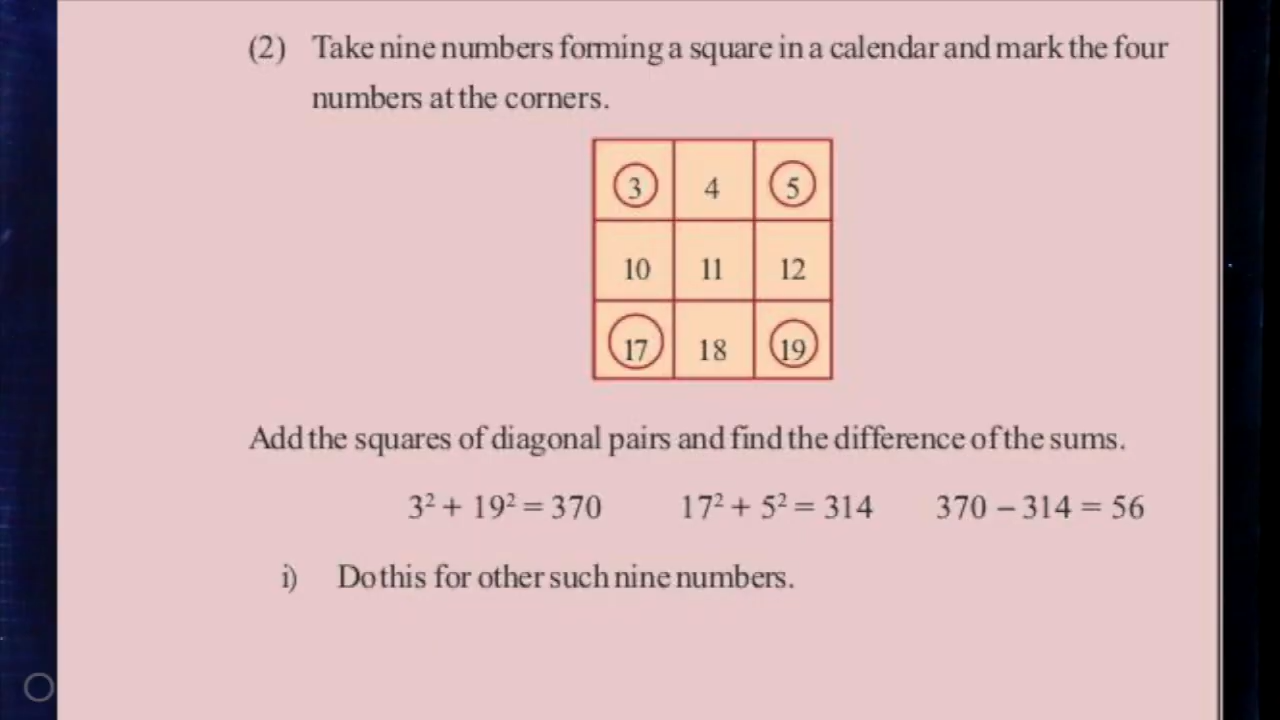 (2) Take nine numbers forming a square in a calendar and mark the four
numbers at the corners.
3 4 5
10 11 12
17 18 19
Add the squares of diagonal pairs and find the difference of the sums.
3² + 19² = 370 17² + 5² = 314 370 – 314 = 56
i) Do this for other such nine numbers.